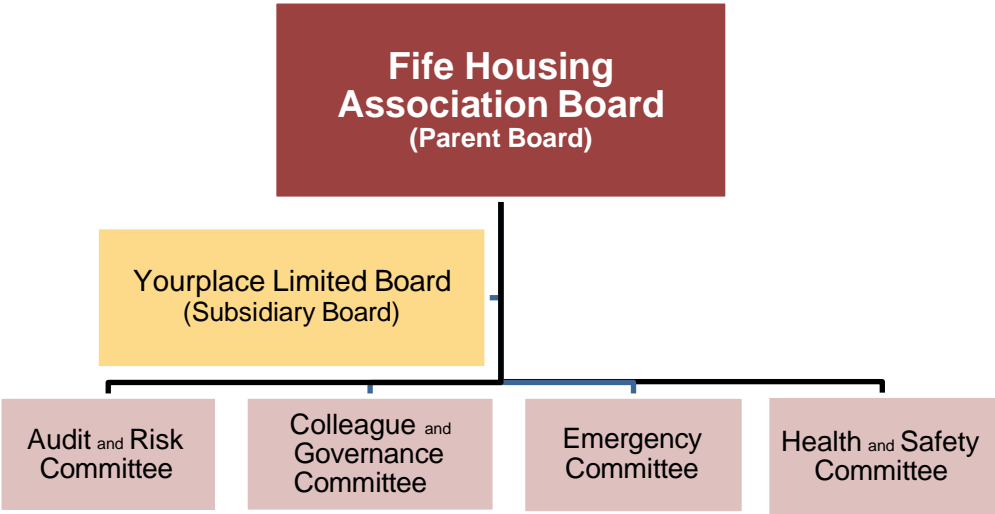 Fife Housing
Association Board
(Parent Board)
Yourplace Limited Board
(Subsidiary Board)
Audit and Risk
Committee
Colleague and
Governance
Committee
Emergency
Committee
Health and Safety
Committee